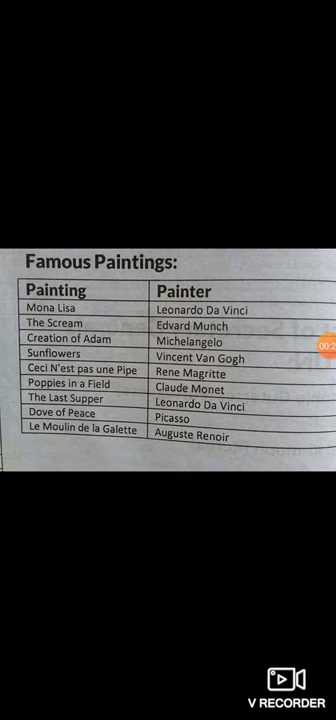 Famous Paintings:
Painting Painter
Mona Lisa Leonardo Da Vinci
The Scream Edvard Munch
Creation of Adam Michelangelo
Sunflowers Vincent Van Gogh
Ceci N'est pas une Pipe Rene Magritte
Poppies in a Field Claude Monet
The Last Supper Leonardo Da Vinci
Dove of Peace Picasso
Le Moulin de la Galette Auguste Renoir
V RECORDER